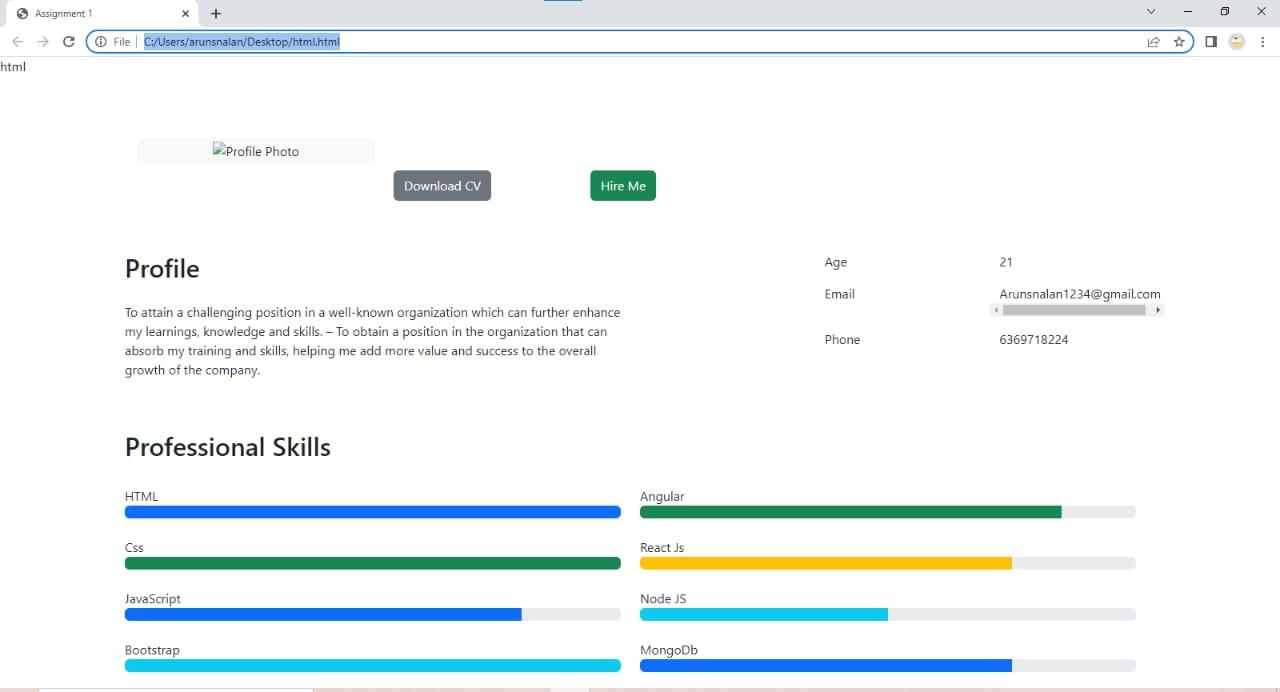 Assignment 1
File
C:/Users/arunsnalan/Desktop/html.html
html
Profile Photo
Download CV
Hire Me
Profile
To attain a challenging position in a well-known organization which can further enhance
my learnings, knowledge and skills. – To obtain a position in the organization that can
absorb my training and skills, helping me add more value and success to the overall
growth of the company.
Age 21
Email Arunsnalan1234@gmail.com
Phone 6369718224
Professional Skills
HTML
Angular
Css
React Js
JavaScript
Node JS
Bootstrap
MongoDb